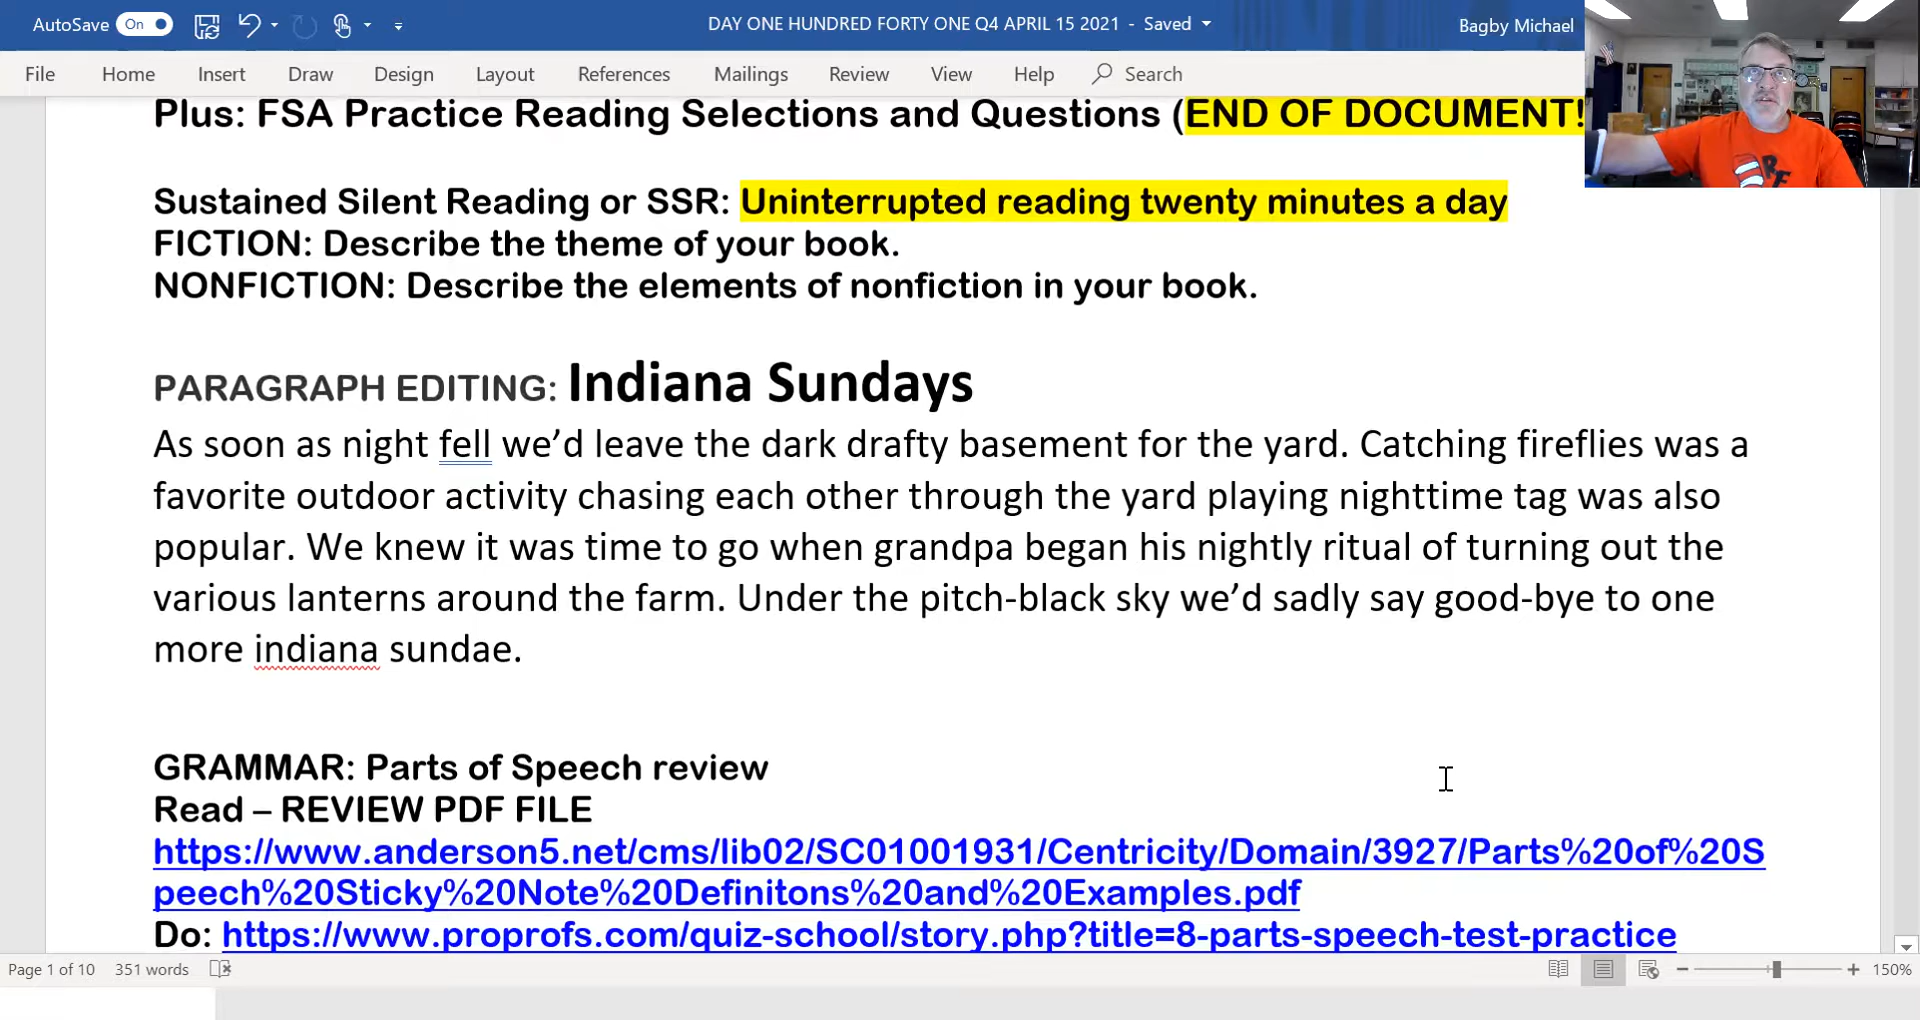 AutoSave On DAY ONE HUNDRED FORTY ONE Q4 APRIL 15 2021 - Saved Bagby Michael
File Home Insert Draw Design Layout References Mailings Review View Help Search
Plus: FSA Practice Reading Selections and Questions (END OF DOCUMENT!
Sustained Silent Reading or SSR: Uninterrupted reading twenty minutes a day
FICTION: Describe the theme of your book.
NONFICTION: Describe the elements of nonfiction in your book.
PARAGRAPH EDITING: Indiana Sundays
As soon as night fell we’d leave the dark drafty basement for the yard. Catching fireflies was a
favorite outdoor activity chasing each other through the yard playing nighttime tag was also
popular. We knew it was time to go when grandpa began his nightly ritual of turning out the
various lanterns around the farm. Under the pitch-black sky we’d sadly say good-bye to one
more indiana sundae.
GRAMMAR: Parts of Speech review
Read – REVIEW PDF FILE
https://www.anderson5.net/cms/lib02/SC01001931/Centricity/Domain/3927/Parts%20of%20S
peech%20Sticky%20Note%20Definitons%20and%20Examples.pdf
Do: https://www.proprofs.com/quiz-school/story.php?title=8-parts-speech-test-practice
Page 1 of 10 351 words 150%